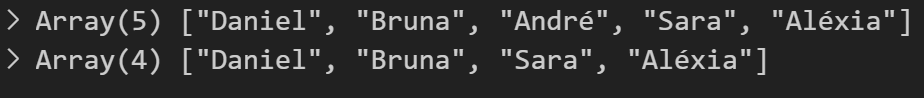 > Array(5) ["Daniel", "Bruna", "André", "Sara", "Aléxia"]
> Array(4) ["Daniel", "Bruna", "Sara", "Aléxia"]